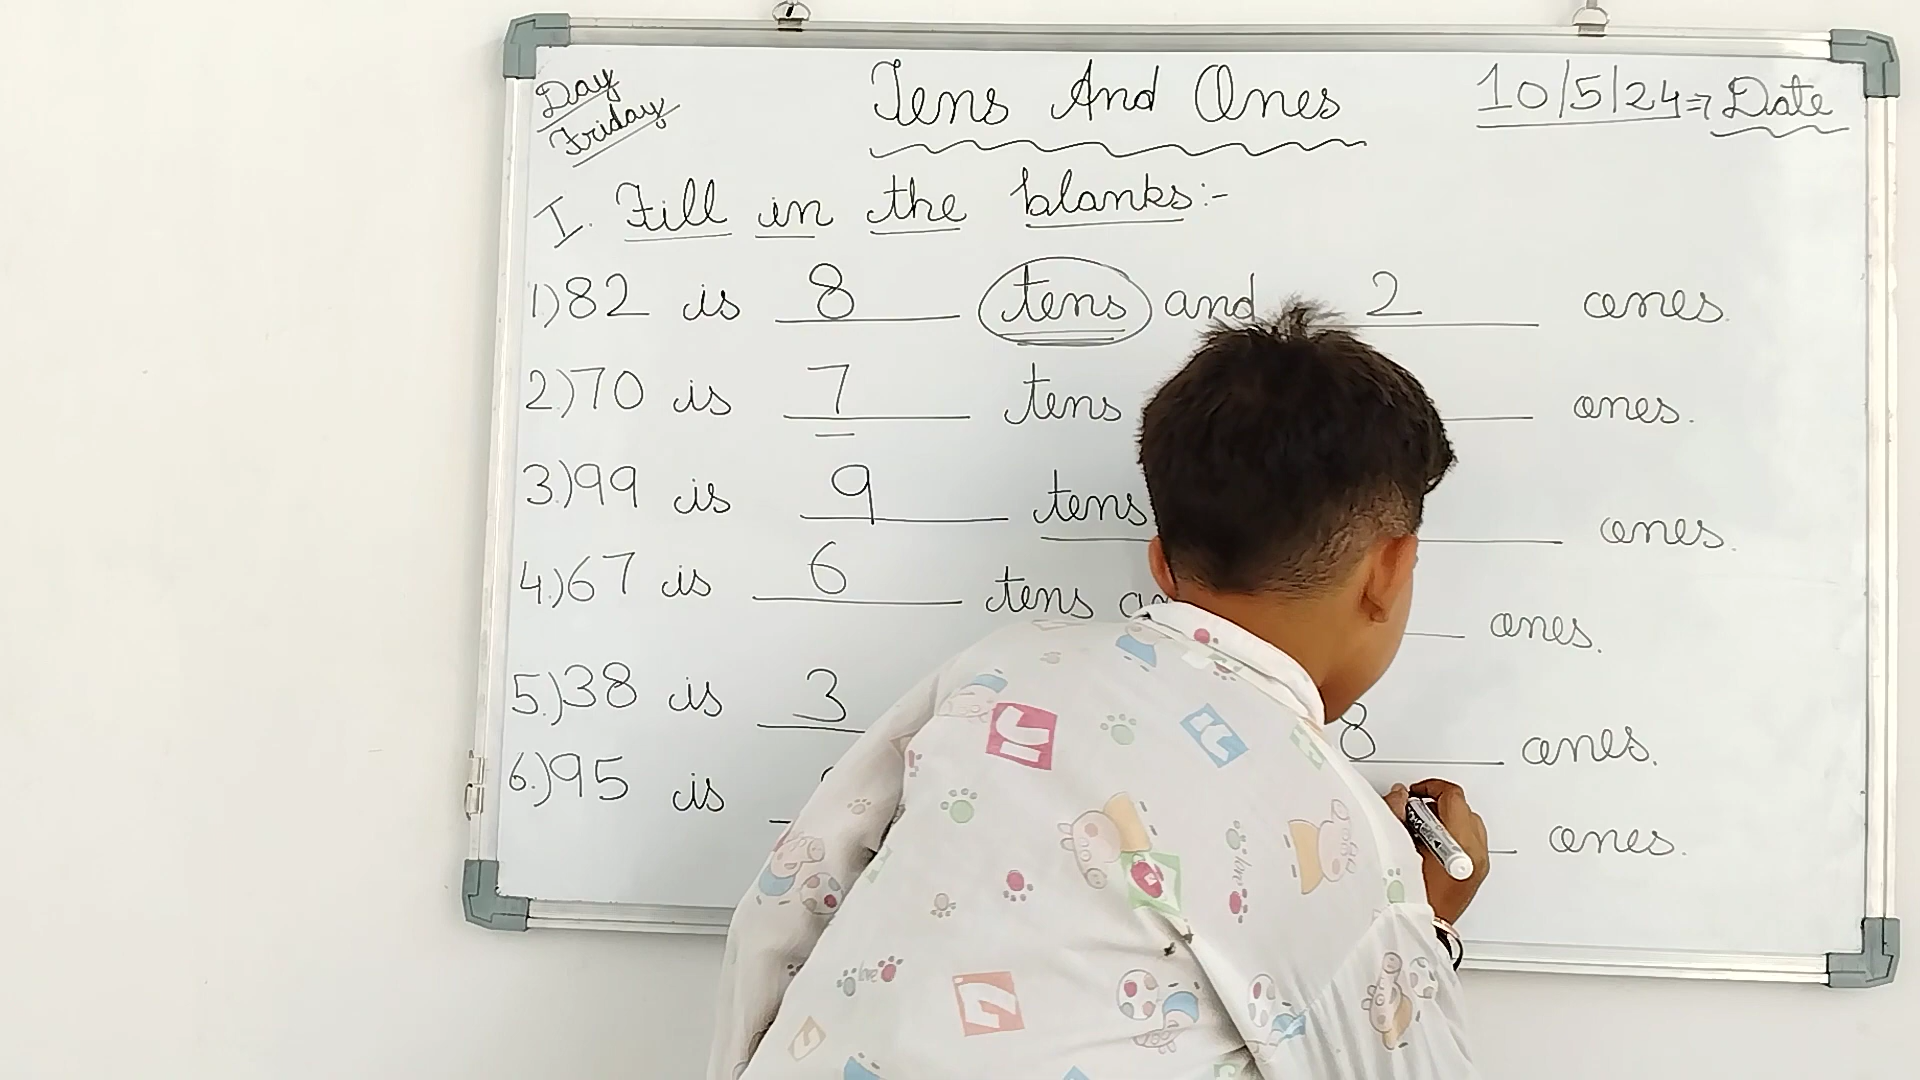 Day
Friday
Tens And Ones
10/5/24 => Date
I. Fill in the blanks:-
1) 82 is 8 tens and 2 ones.
2.) 70 is 7 tens ones.
3.) 99 is 9 tens ones.
4.) 67 is 6 tens ones.
5.) 38 is 3 8 ones.
6.) 95 is ones.